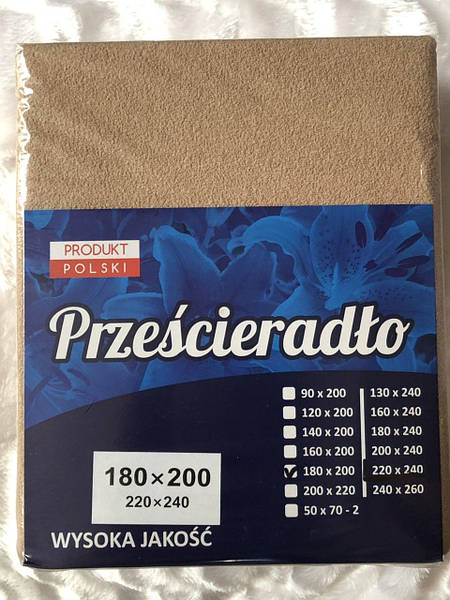 PRODUKT
POLSKI
Prześcieradło
90 x 200 130 x 240
120 x 200 160 x 240
140 x 200 180 x 240
160 x 200 200 x 240
180 x 200 220 x 240
200 x 220 240 x 260
50 x 70 - 2
180×200
220×240
WYSOKA JAKOŚĆ